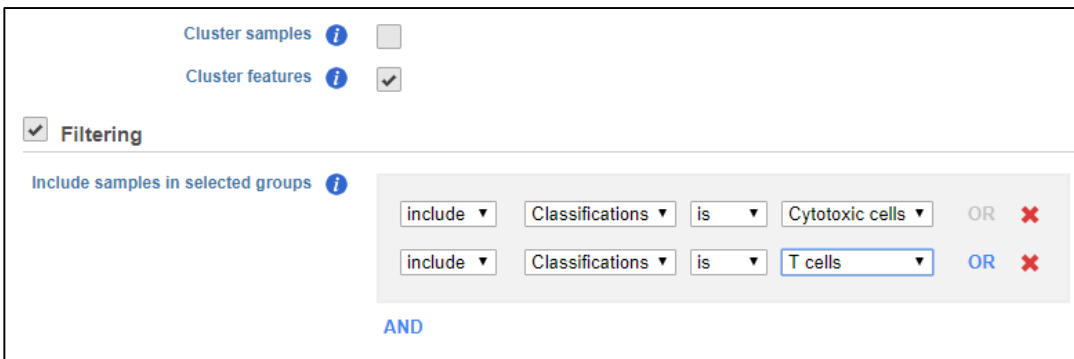 Cluster samples
Cluster features
Filtering
Include samples in selected groups
include Classifications is Cytotoxic cells OR
include Classifications is T cells OR
AND